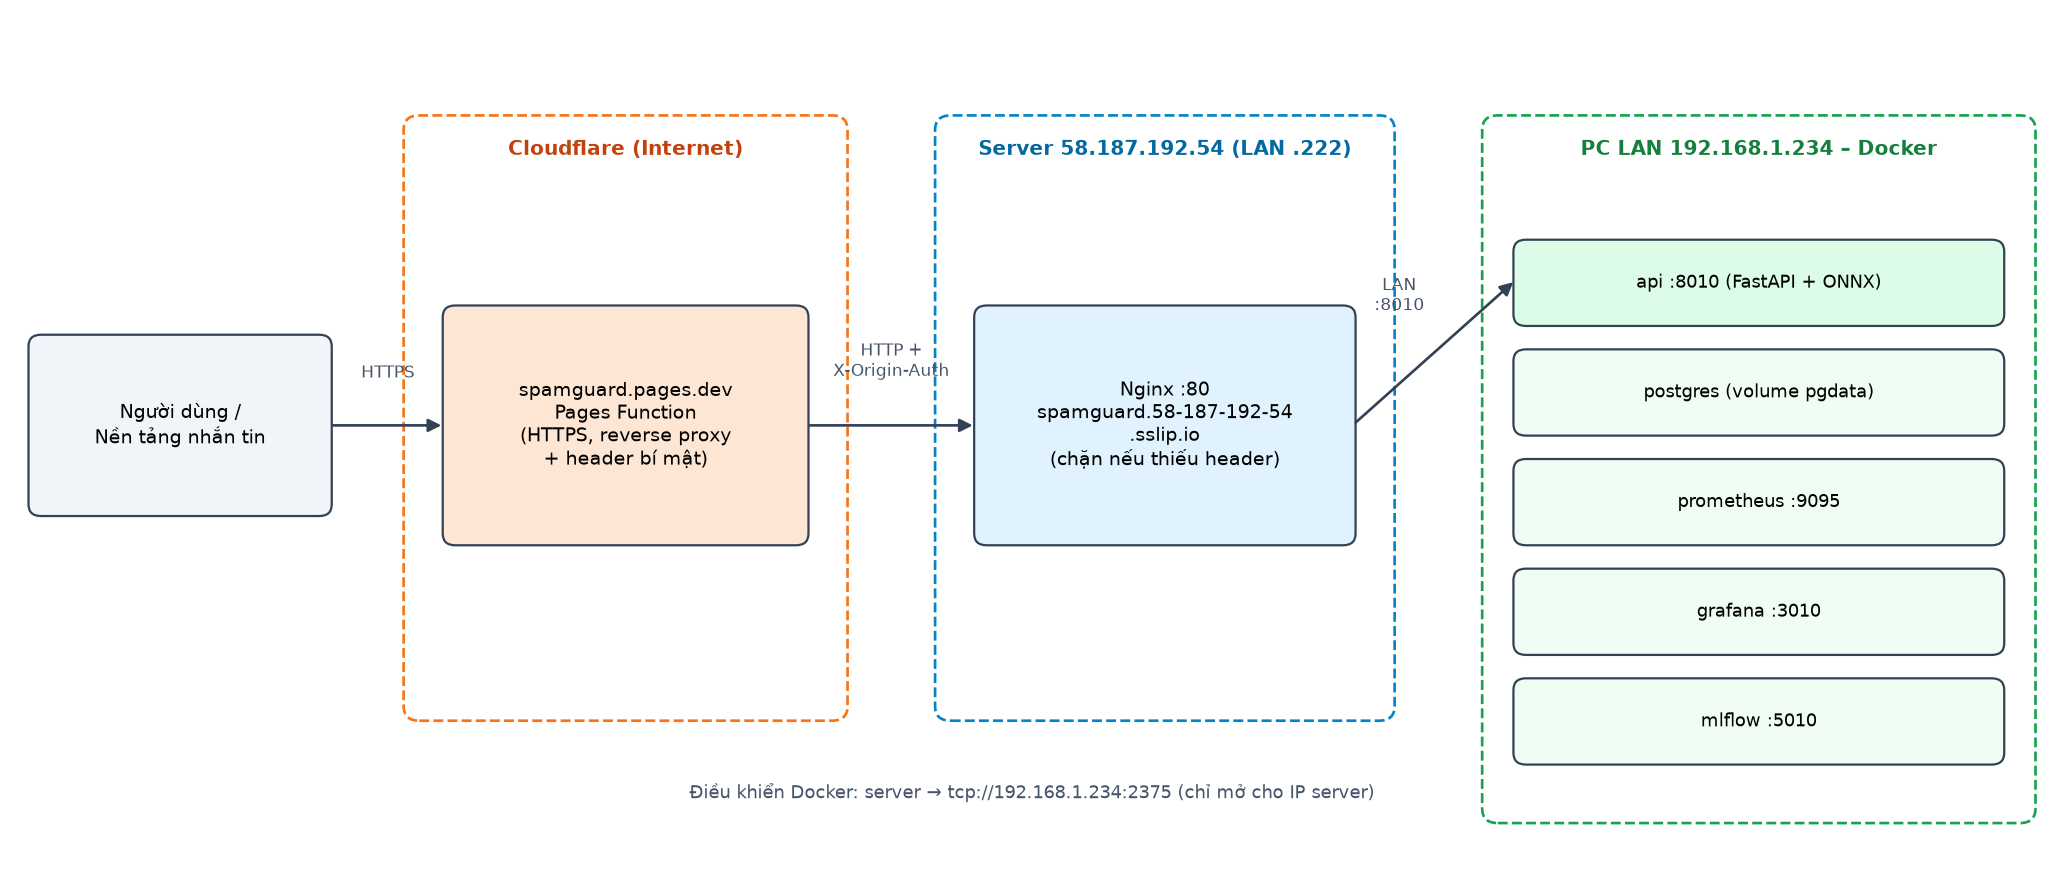 Cloudflare (Internet)
Server 58.187.192.54 (LAN .222)
PC LAN 192.168.1.234 – Docker
Người dùng /
Nền tảng nhắn tin
HTTPS
spamguard.pages.dev
Pages Function
(HTTPS, reverse proxy
+ header bí mật)
HTTP +
X-Origin-Auth
Nginx :80
spamguard.58-187-192-54
.sslip.io
(chặn nếu thiếu header)
LAN
:8010
api :8010 (FastAPI + ONNX)
postgres (volume pgdata)
prometheus :9095
grafana :3010
mlflow :5010
Điều khiển Docker: server → tcp://192.168.1.234:2375 (chỉ mở cho IP server)